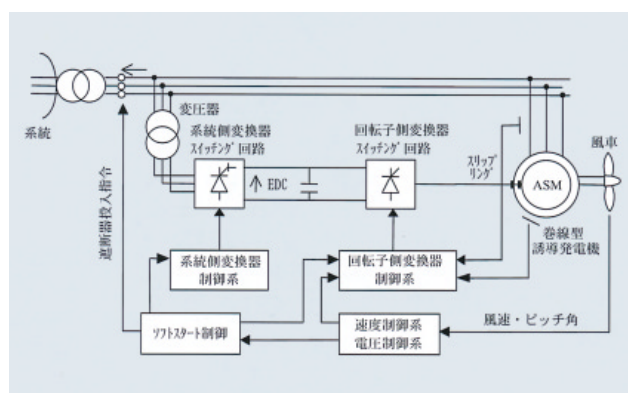 系統
変圧器
系統側変換器
スイッチング回路
回転子側変換器
スイッチング回路
スリップ
リング
風車
EDC
ASM
巻線型
誘導発電機
遮断器投入指令
系統側変換器
制御系
回転子側変換器
制御系
ソフトスタート制御
速度制御系
電圧制御系
風速・ピッチ角